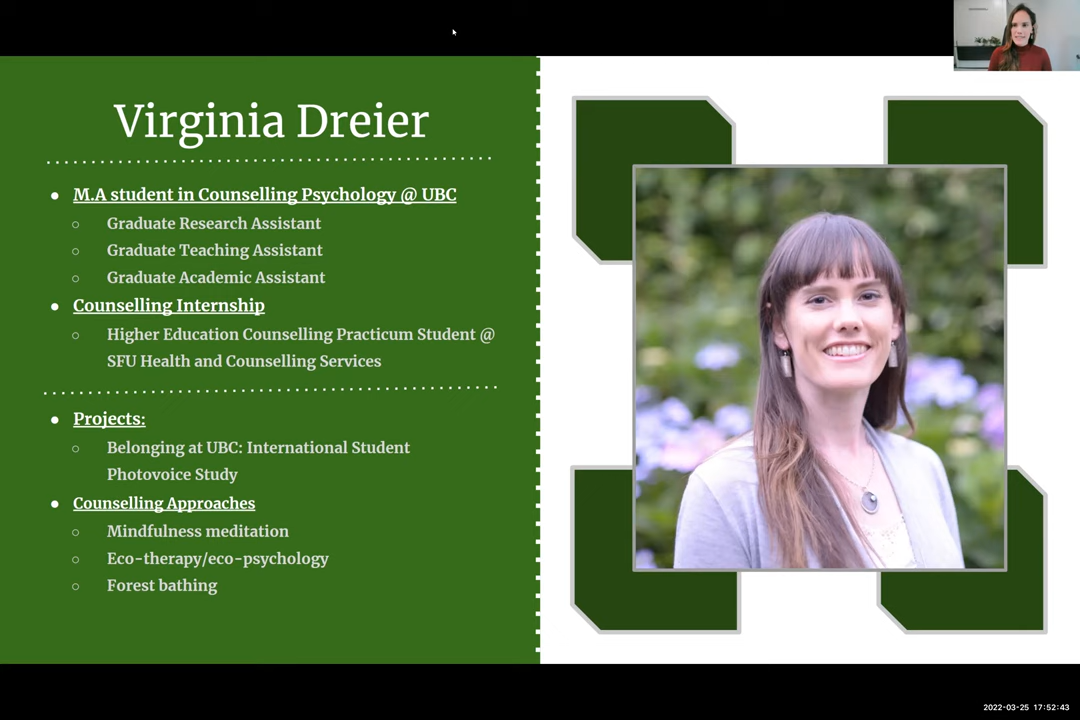 Virginia Dreier
M.A student in Counselling Psychology @ UBC
Graduate Research Assistant
Graduate Teaching Assistant
Graduate Academic Assistant
Counselling Internship
Higher Education Counselling Practicum Student @
SFU Health and Counselling Services
Projects:
Belonging at UBC: International Student
Photovoice Study
Counselling Approaches
Mindfulness meditation
Eco-therapy/eco-psychology
Forest bathing
2022-03-25 17:52:43